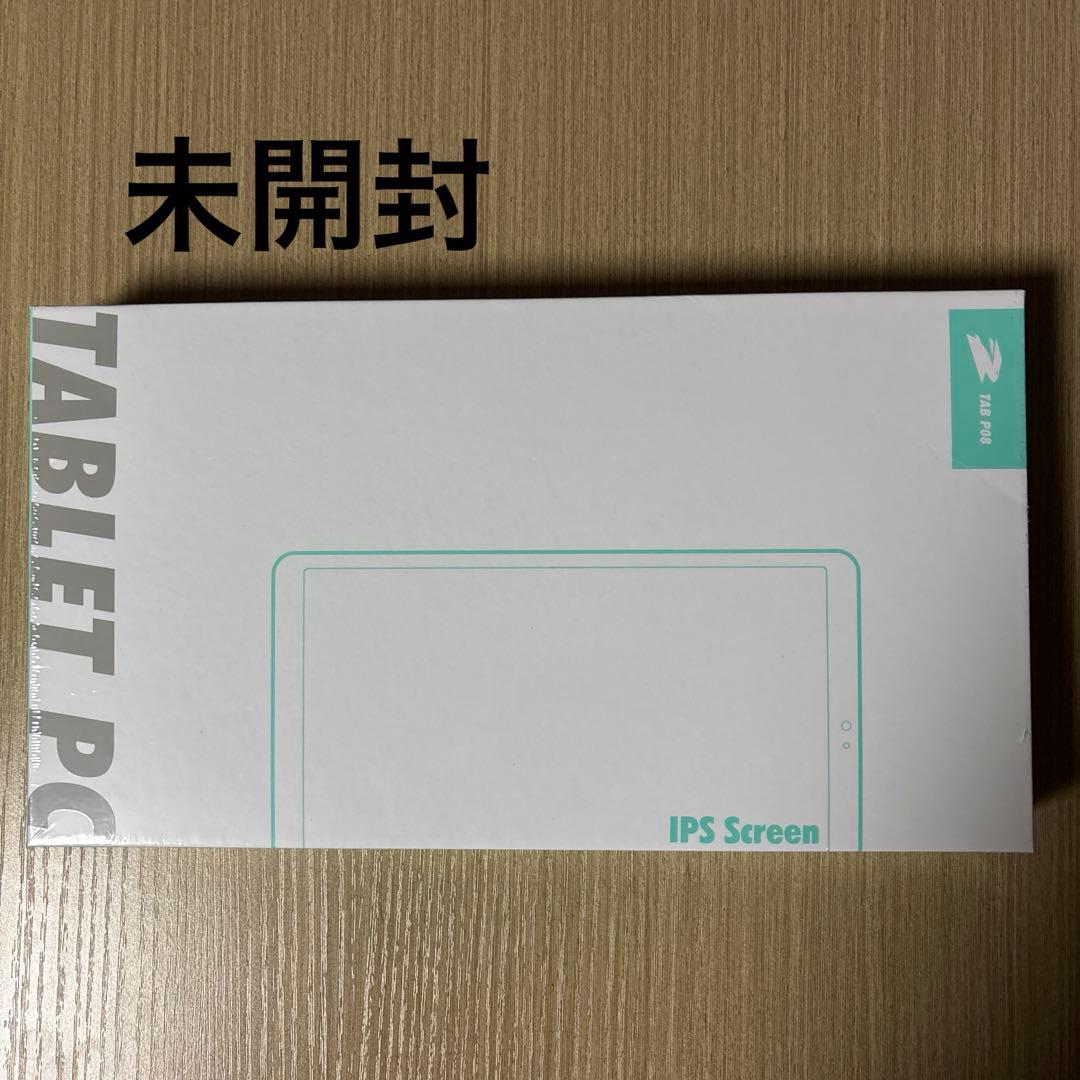 未開封
TABLET PC
TAB P08
IPS Screen